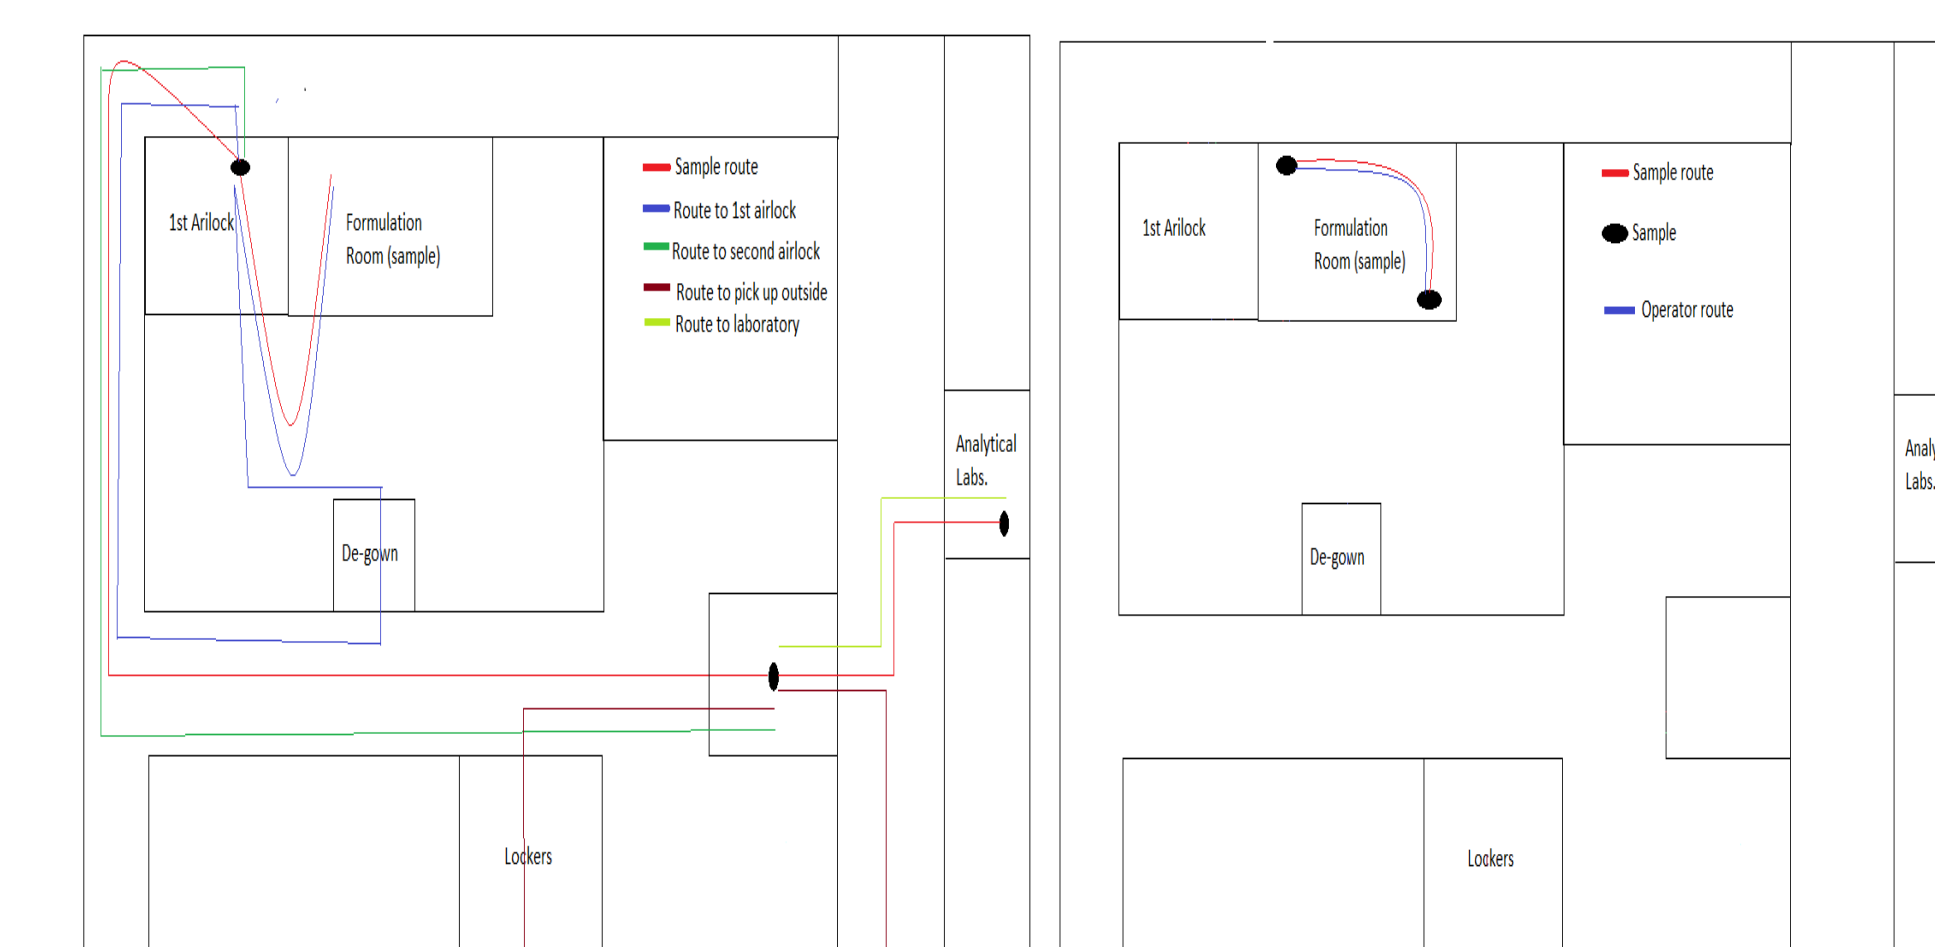 Sample route
Route to 1st airlock
Route to second airlock
Route to pick up outside
Route to laboratory
1st Arilock
Formulation
Room (sample)
De-gown
Analytical
Labs.
Lockers
Sample route
Sample
Operator route
1st Arilock
Formulation
Room (sample)
De-gown
Analy
Labs.
Lockers